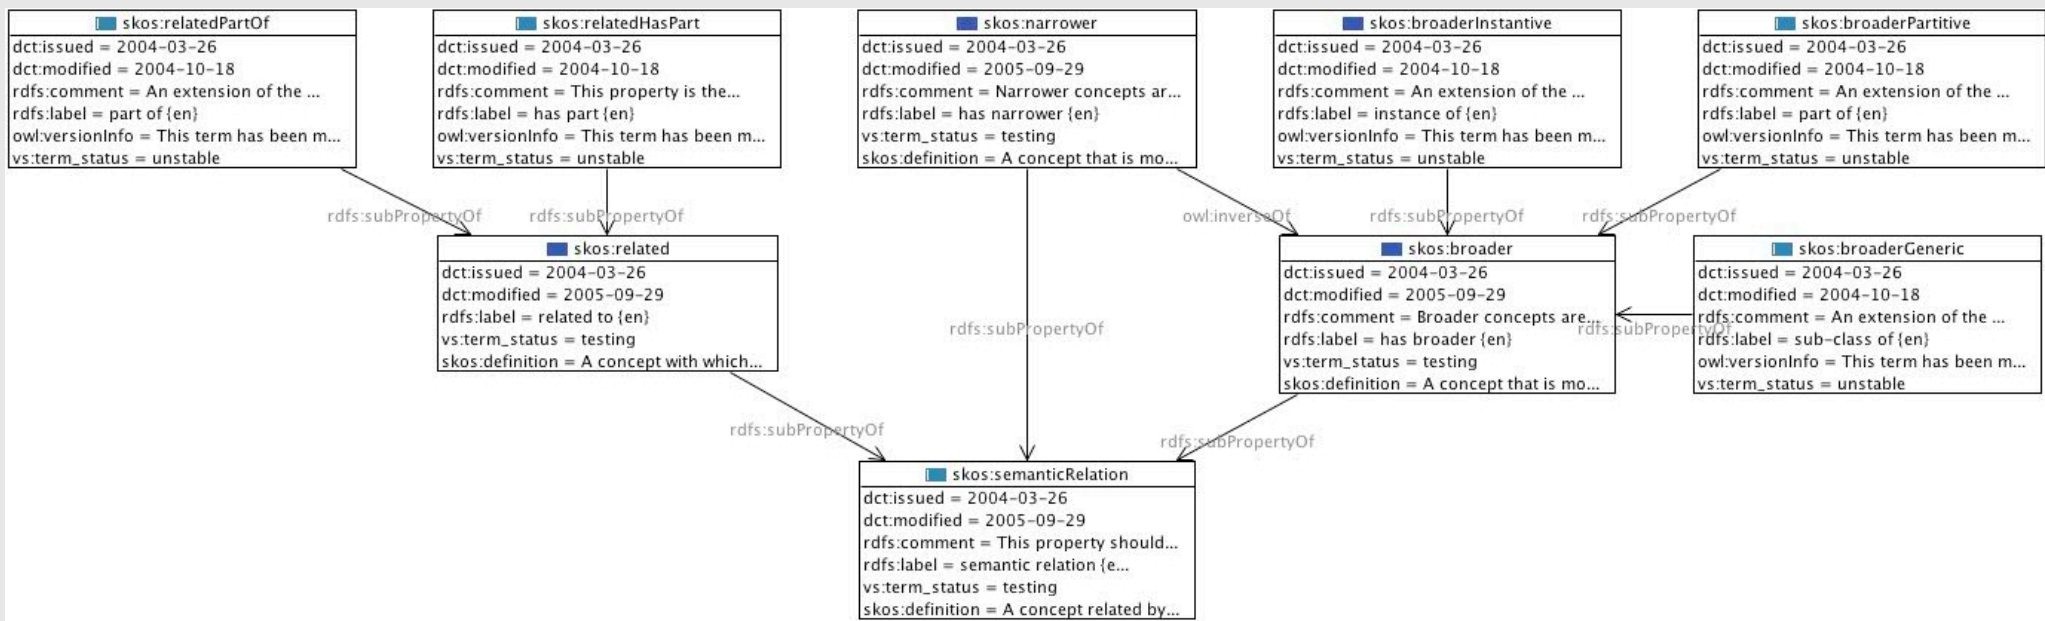 skos:relatedPartOf
dct:issued = 2004-03-26
dct:modified = 2004-10-18
rdfs:comment = An extension of the ...
rdfs:label = part of {en}
owl:versionInfo = This term has been m...
vs:term_status = unstable
skos:relatedHasPart
dct:issued = 2004-03-26
dct:modified = 2004-10-18
rdfs:comment = This property is the...
rdfs:label = has part {en}
owl:versionInfo = This term has been m...
vs:term_status = unstable
skos:narrower
dct:issued = 2004-03-26
dct:modified = 2005-09-29
rdfs:comment = Narrower concepts ar...
rdfs:label = has narrower {en}
vs:term_status = testing
skos:definition = A concept that is mo...
skos:broaderInstantive
dct:issued = 2004-03-26
dct:modified = 2004-10-18
rdfs:comment = An extension of the ...
rdfs:label = instance of {en}
owl:versionInfo = This term has been m...
vs:term_status = unstable
skos:broaderPartitive
dct:issued = 2004-03-26
dct:modified = 2004-10-18
rdfs:comment = An extension of the ...
rdfs:label = part of {en}
owl:versionInfo = This term has been m...
vs:term_status = unstable
rdfs:subPropertyOf
rdfs:subPropertyOf
owl:inverseOf
rdfs:subPropertyOf
rdfs:subPropertyOf
skos:related
dct:issued = 2004-03-26
dct:modified = 2005-09-29
rdfs:label = related to {en}
vs:term_status = testing
skos:definition = A concept with which...
rdfs:subPropertyOf
skos:broader
dct:issued = 2004-03-26
dct:modified = 2005-09-29
rdfs:comment = Broader concepts are...
rdfs:label = has broader {en}
vs:term_status = testing
skos:definition = A concept that is mo...
rdfs:subPropertyOf
skos:broaderGeneric
dct:issued = 2004-03-26
dct:modified = 2004-10-18
rdfs:comment = An extension of the ...
rdfs:label = sub-class of {en}
owl:versionInfo = This term has been m...
vs:term_status = unstable
rdfs:subPropertyOf
rdfs:subPropertyOf
skos:semanticRelation
dct:issued = 2004-03-26
dct:modified = 2005-09-29
rdfs:comment = This property should...
rdfs:label = semantic relation {e...
vs:term_status = testing
skos:definition = A concept related by...